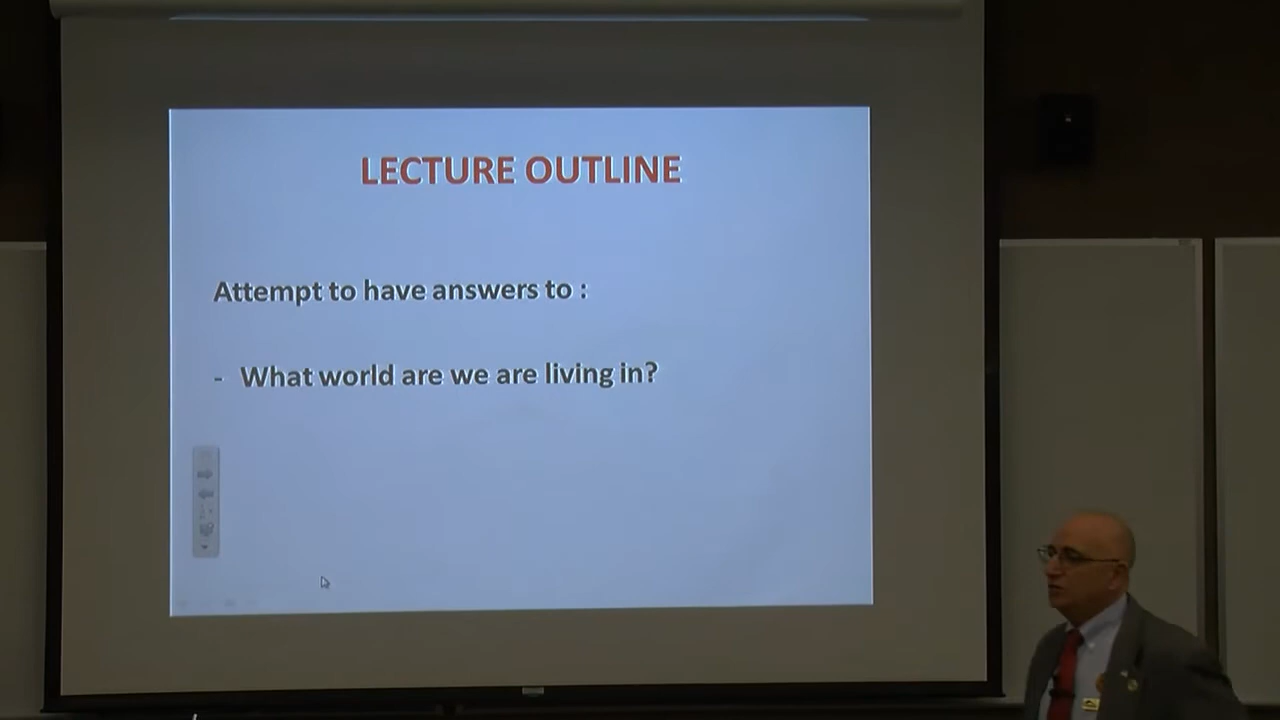 LECTURE OUTLINE
Attempt to have answers to :
- What world are we are living in?